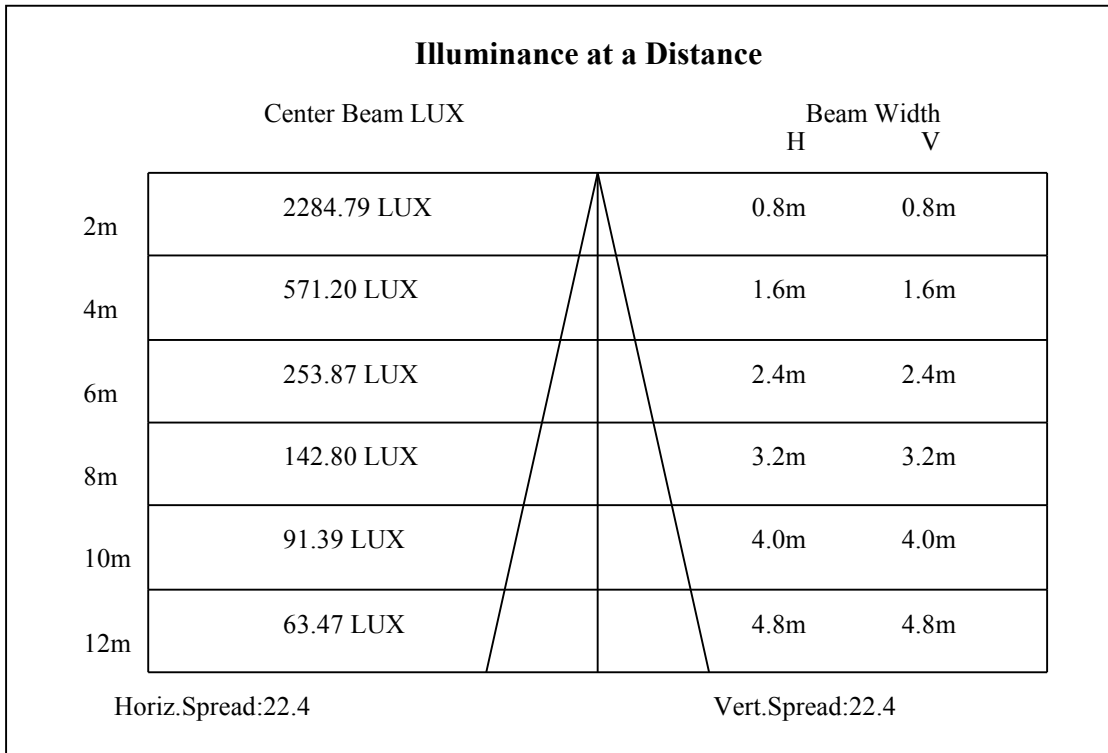 Illuminance at a Distance
Center Beam LUX Beam Width
H V
2m 2284.79 LUX 0.8m 0.8m
4m 571.20 LUX 1.6m 1.6m
6m 253.87 LUX 2.4m 2.4m
8m 142.80 LUX 3.2m 3.2m
10m 91.39 LUX 4.0m 4.0m
12m 63.47 LUX 4.8m 4.8m
Horiz.Spread:22.4 Vert.Spread:22.4